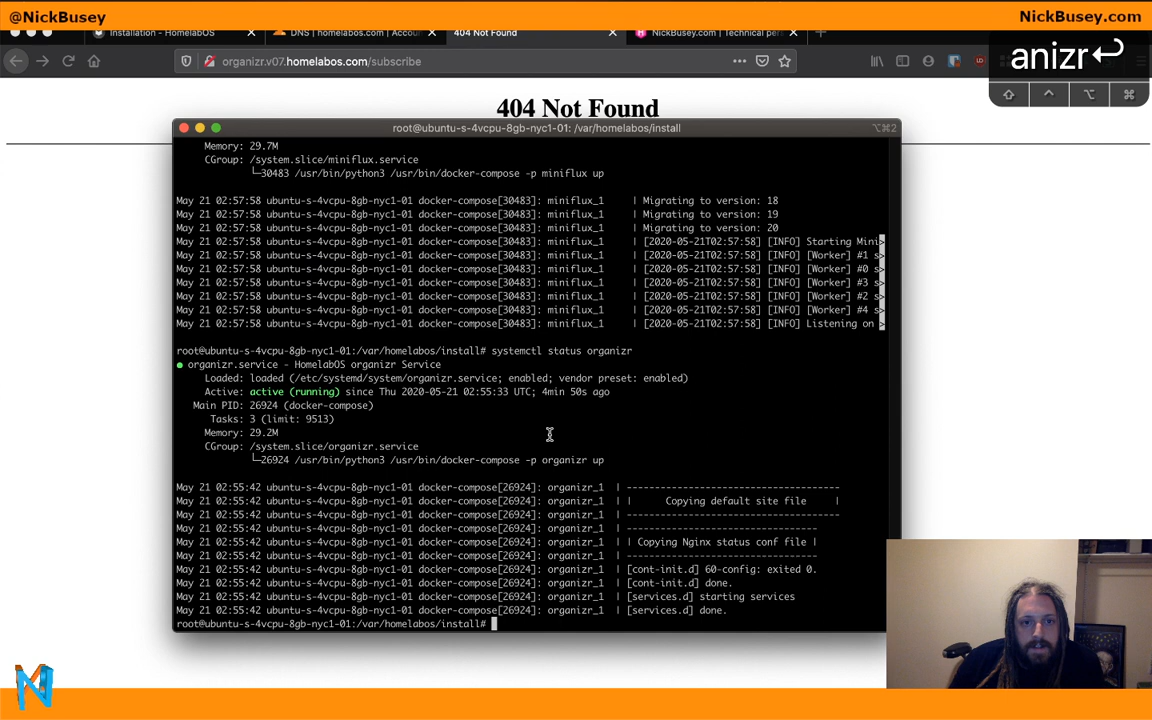 @NickBusey
NickBusey.com
Installation - HomelabOS
DNS | homelabos.com | Accou
404 Not Found
NickBusey.com | Technical per
anizr
organizr.v07.homelabos.com/subscribe
404 Not Found
root@ubuntu-s-4vcpu-8gb-nyc1-01: /var/homelabos/install
⌥⌘2
Memory: 29.7M
CGroup: /system.slice/miniflux.service
└─30483 /usr/bin/python3 /usr/bin/docker-compose -p miniflux up
May 21 02:57:58 ubuntu-s-4vcpu-8gb-nyc1-01 docker-compose[30483]: miniflux_1 | Migrating to version: 18
May 21 02:57:58 ubuntu-s-4vcpu-8gb-nyc1-01 docker-compose[30483]: miniflux_1 | Migrating to version: 19
May 21 02:57:58 ubuntu-s-4vcpu-8gb-nyc1-01 docker-compose[30483]: miniflux_1 | Migrating to version: 20
May 21 02:57:58 ubuntu-s-4vcpu-8gb-nyc1-01 docker-compose[30483]: miniflux_1 | [2020-05-21T02:57:58] [INFO] Starting Mini>
May 21 02:57:58 ubuntu-s-4vcpu-8gb-nyc1-01 docker-compose[30483]: miniflux_1 | [2020-05-21T02:57:58] [INFO] [Worker] #1 s>
May 21 02:57:58 ubuntu-s-4vcpu-8gb-nyc1-01 docker-compose[30483]: miniflux_1 | [2020-05-21T02:57:58] [INFO] [Worker] #0 s>
May 21 02:57:58 ubuntu-s-4vcpu-8gb-nyc1-01 docker-compose[30483]: miniflux_1 | [2020-05-21T02:57:58] [INFO] [Worker] #3 s>
May 21 02:57:58 ubuntu-s-4vcpu-8gb-nyc1-01 docker-compose[30483]: miniflux_1 | [2020-05-21T02:57:58] [INFO] [Worker] #2 s>
May 21 02:57:58 ubuntu-s-4vcpu-8gb-nyc1-01 docker-compose[30483]: miniflux_1 | [2020-05-21T02:57:58] [INFO] [Worker] #4 s>
May 21 02:57:58 ubuntu-s-4vcpu-8gb-nyc1-01 docker-compose[30483]: miniflux_1 | [2020-05-21T02:57:58] [INFO] Listening on >
root@ubuntu-s-4vcpu-8gb-nyc1-01:/var/homelabos/install# systemctl status organizr
● organizr.service - HomelabOS organizr Service
Loaded: loaded (/etc/systemd/system/organizr.service; enabled; vendor preset: enabled)
Active: active (running) since Thu 2020-05-21 02:55:33 UTC; 4min 50s ago
Main PID: 26924 (docker-compose)
Tasks: 3 (limit: 9513)
Memory: 29.2M
CGroup: /system.slice/organizr.service
└─26924 /usr/bin/python3 /usr/bin/docker-compose -p organizr up
May 21 02:55:42 ubuntu-s-4vcpu-8gb-nyc1-01 docker-compose[26924]: organizr_1 | ---------------------------------------
May 21 02:55:42 ubuntu-s-4vcpu-8gb-nyc1-01 docker-compose[26924]: organizr_1 | | Copying default site file |
May 21 02:55:42 ubuntu-s-4vcpu-8gb-nyc1-01 docker-compose[26924]: organizr_1 | ---------------------------------------
May 21 02:55:42 ubuntu-s-4vcpu-8gb-nyc1-01 docker-compose[26924]: organizr_1 | -----------------------------------
May 21 02:55:42 ubuntu-s-4vcpu-8gb-nyc1-01 docker-compose[26924]: organizr_1 | | Copying Nginx status conf file |
May 21 02:55:42 ubuntu-s-4vcpu-8gb-nyc1-01 docker-compose[26924]: organizr_1 | -----------------------------------
May 21 02:55:42 ubuntu-s-4vcpu-8gb-nyc1-01 docker-compose[26924]: organizr_1 | [cont-init.d] 60-config: exited 0.
May 21 02:55:42 ubuntu-s-4vcpu-8gb-nyc1-01 docker-compose[26924]: organizr_1 | [cont-init.d] done.
May 21 02:55:42 ubuntu-s-4vcpu-8gb-nyc1-01 docker-compose[26924]: organizr_1 | [services.d] starting services
May 21 02:55:42 ubuntu-s-4vcpu-8gb-nyc1-01 docker-compose[26924]: organizr_1 | [services.d] done.
root@ubuntu-s-4vcpu-8gb-nyc1-01:/var/homelabos/install#